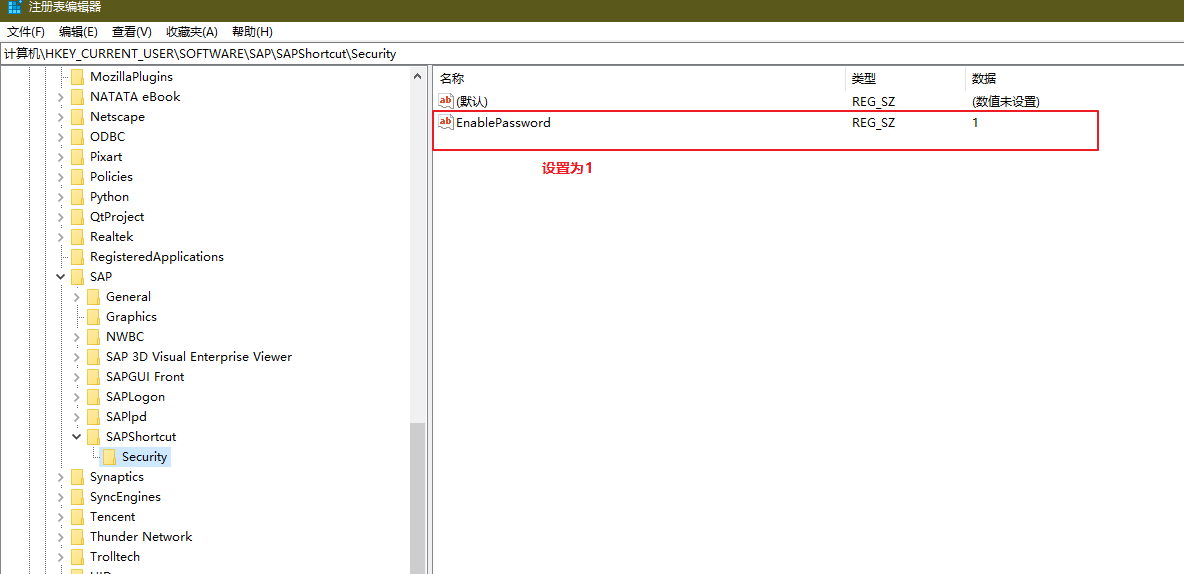 注册表编辑器
文件(F) 编辑(E) 查看(V) 收藏夹(A) 帮助(H)
计算机\HKEY_CURRENT_USER\SOFTWARE\SAP\SAPShortcut\Security
MozillaPlugins
NATATA eBook
Netscape
ODBC
Pixart
Policies
Python
QtProject
Realtek
RegisteredApplications
SAP
General
Graphics
NWBC
SAP 3D Visual Enterprise Viewer
SAPGUI Front
SAPLogon
SAPlpd
SAPShortcut
Security
Synaptics
SyncEngines
Tencent
Thunder Network
Trolltech
名称 类型 数据
ab (默认) REG_SZ (数值未设置)
ab EnablePassword REG_SZ 1
设置为1